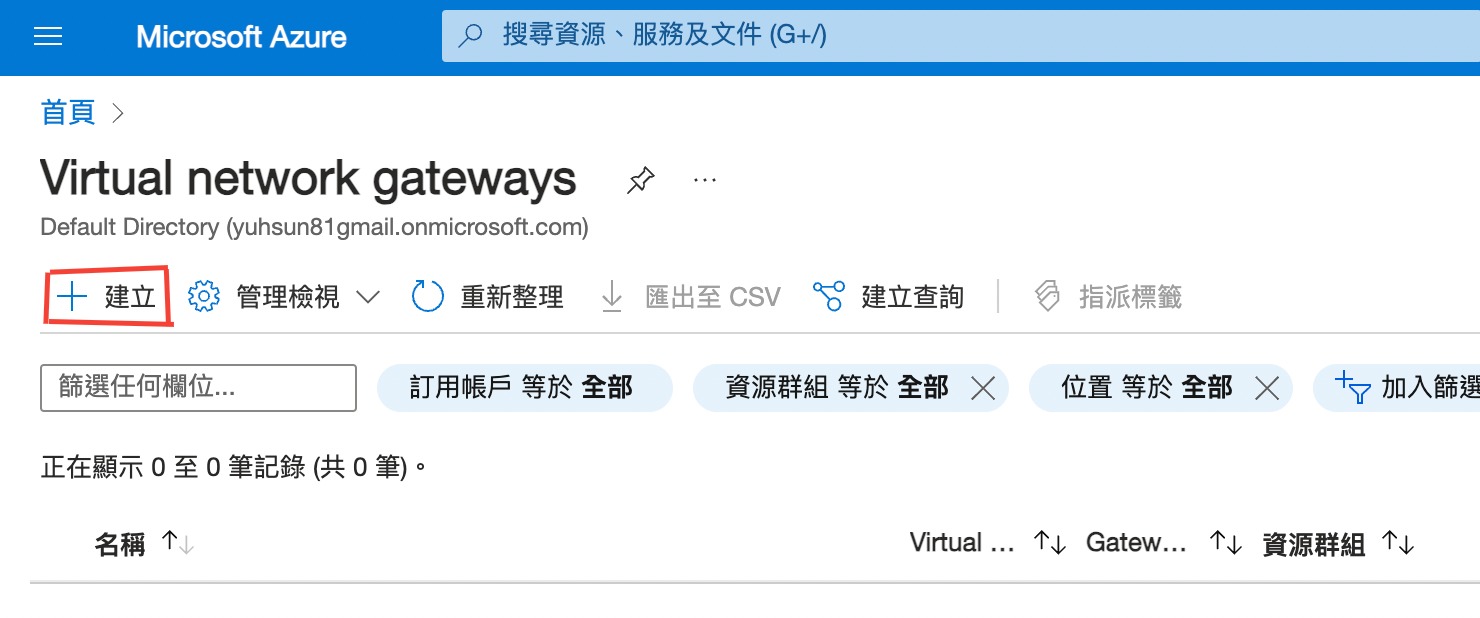 Microsoft Azure 搜尋資源、服務及文件 (G+/)
首頁
Virtual network gateways ...
Default Directory (yuhsun81gmail.onmicrosoft.com)
建立 管理檢視 重新整理 匯出至 CSV 建立查詢 指派標籤
篩選任何欄位... 訂用帳戶 等於 全部 資源群組 等於 全部 位置 等於 全部 加入篩選
正在顯示 0 至 0 筆記錄 (共 0 筆)。
名稱 Virtual ... Gatew... 資源群組